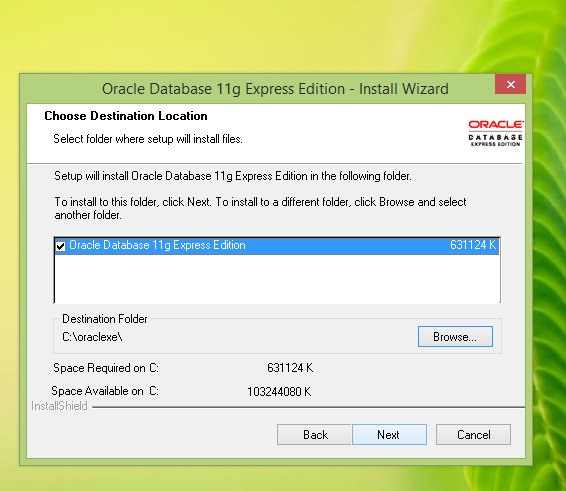 Oracle Database 11g Express Edition - Install Wizard
Choose Destination Location
Select folder where setup will install files.
ORACLE
DATABASE
EXPRESS EDITION
Setup will install Oracle Database 11g Express Edition in the following folder.
To install to this folder, click Next. To install to a different folder, click Browse and select
another folder.
Oracle Database 11g Express Edition 631124 K
Destination Folder
C:\oraclexe\ Browse...
Space Required on C: 631124 K
Space Available on C: 103244080 K
InstallShield
Back Next Cancel